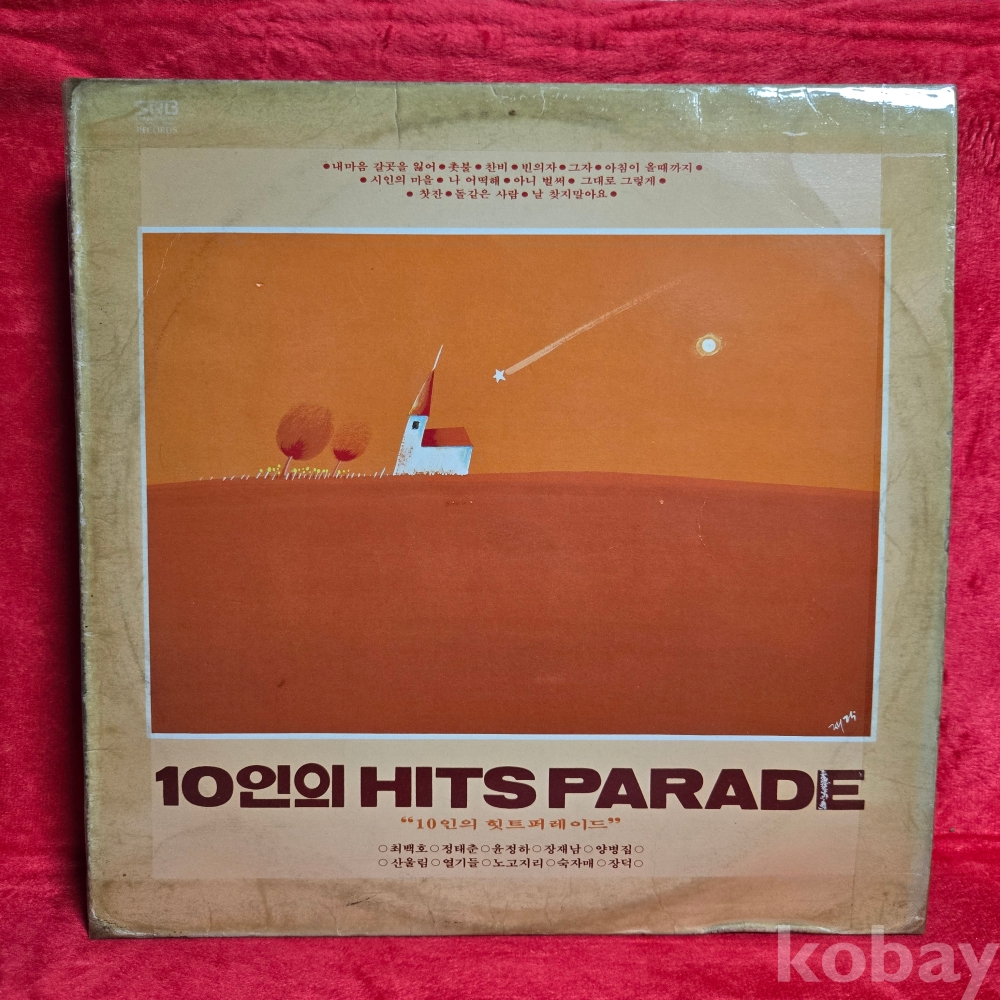 SRB
RECORDS
●내마음 갈곳을 잃어●촛불●찬비●빈의자●그자●아침이 올때까지●
●시인의 마을●나 어떡해●아니 벌써●그대로 그렇게●
●찻잔●돌같은 사람●날 찾지말아요●
10인의 HITS PARADE
“10인의 힛트퍼레이드”
○최백호○정태춘○윤정하○장재남○양병집○
○산울림○열기들○노고지리○숙자매○장덕○
kobay